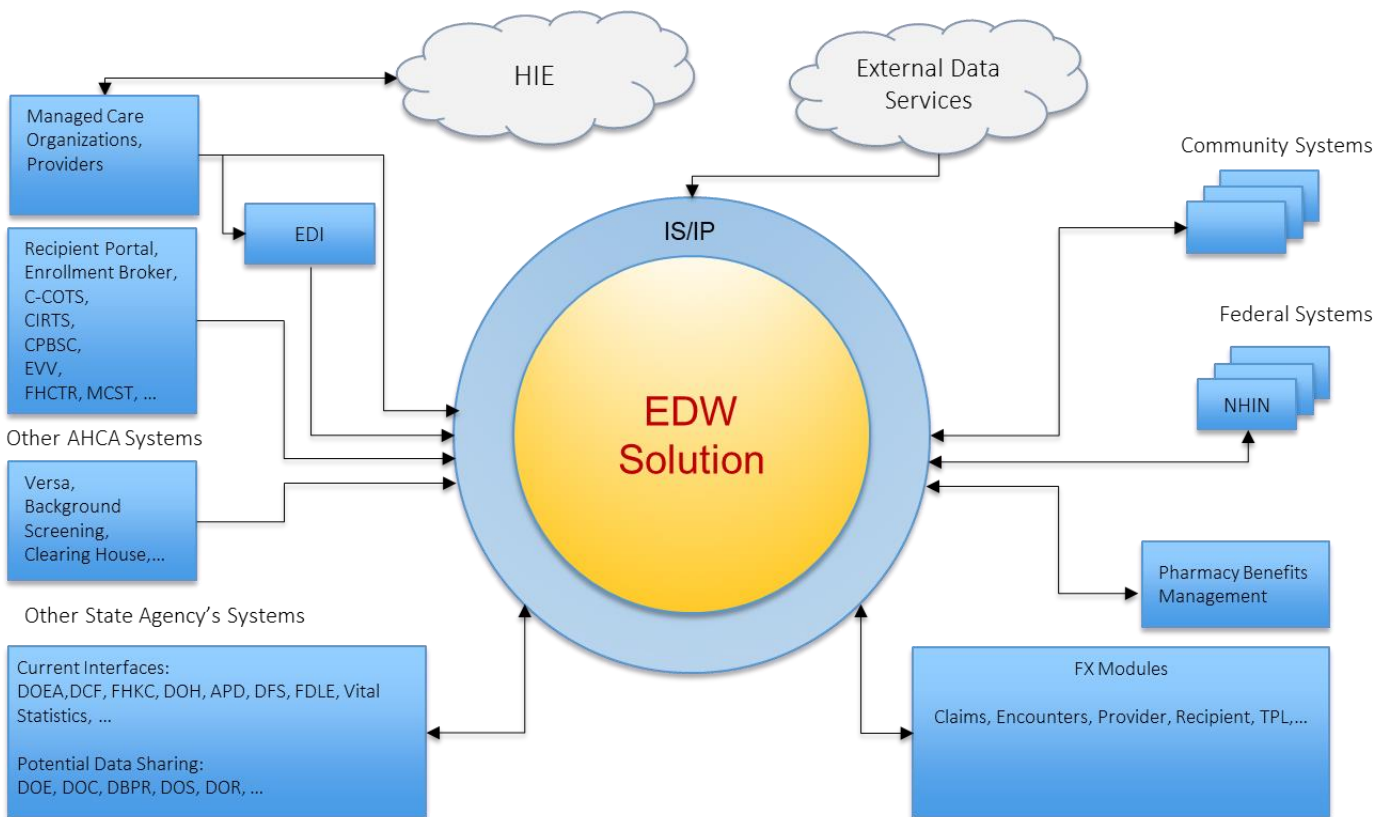 HIE
External Data
Services
Managed Care
Organizations,
Providers
Community Systems
EDI
IS/IP
Recipient Portal,
Enrollment Broker,
C-COTS,
CIRTS,
CPBSC,
EVV,
FHCTR, MCST, ...
Federal Systems
NHIN
EDW
Solution
Other AHCA Systems
Versa,
Background
Screening,
Clearing House,...
Pharmacy Benefits
Management
Other State Agency’s Systems
Current Interfaces:
DOEA,DCF, FHKC, DOH, APD, DFS, FDLE, Vital
Statistics, ...
Potential Data Sharing:
DOE, DOC, DBPR, DOS, DOR, ...
FX Modules
Claims, Encounters, Provider, Recipient, TPL,...